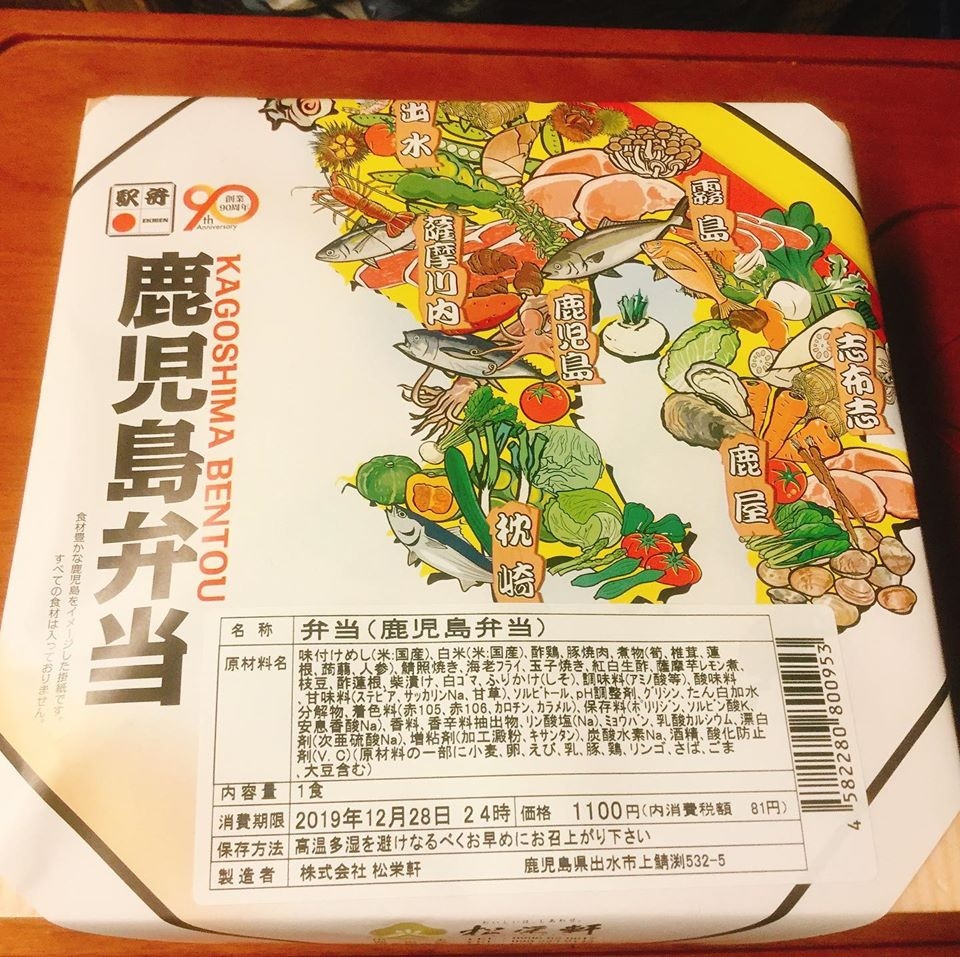 駅弁
EKIBEN
90
th
Anniversary
創業
90周年
鹿児島弁当
KAGOSHIMA BENTOU
食材豊かな鹿児島をイメージした掛紙です。
すべての食材は入っておりません。
出水
霧島
薩摩川内
鹿児島
志布志
鹿屋
枕崎
名称 弁当(鹿児島弁当)
原材料名 味付けめし(米:国産)、白米(米:国産)、酢鶏、豚焼肉、煮物(筍、椎茸、蓮
根、蒟蒻、人参)、鯖照焼き、海老フライ、玉子焼き、紅白生酢、薩摩芋レモン煮、
枝豆、酢蓮根、柴漬け、白ゴマ、ふりかけ(しそ)、調味料(アミノ酸等)、酸味料
、甘味料(ステビア、サッカリンNa、甘草)、ソルビトール、pH調整剤、グリシン、たん白加水
分解物、着色料(赤105、赤106、カロチン、カラメル)、保存料(ポリリジン、ソルビン酸K、
安息香酸Na)、香料、香辛料抽出物、リン酸塩(Na)、ミョウバン、乳酸カルシウム、漂白
剤(次亜硫酸Na)、増粘剤(加工澱粉、キサンタン)、炭酸水素Na、酒精、酸化防止
剤(V.C)(原材料の一部に小麦、卵、えび、乳、豚、鶏、リンゴ、さば、ごま
、大豆含む)
内容量 1食
消費期限 2019年12月28日 24時 価格 1100円(内消費税額 81円)
保存方法 高温多湿を避けなるべくお早めにお召上がり下さい
製造者 株式会社 松栄軒 鹿児島県出水市上鯖渕532-5
4 582280 800953
松栄軒